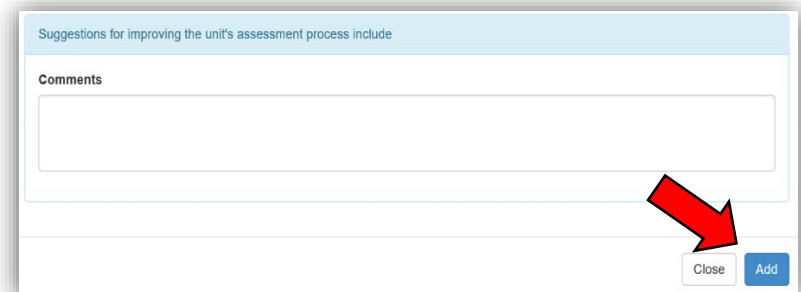 Suggestions for improving the unit's assessment process include
Comments
Close Add